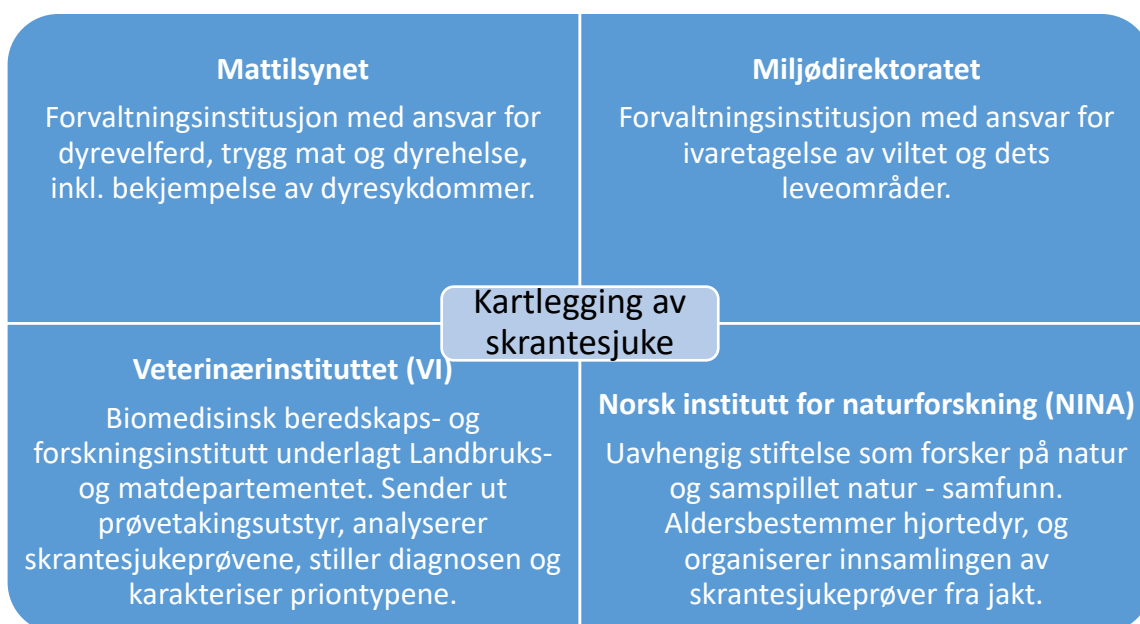 Mattilsynet
Forvaltningsinstitusjon med ansvar for
dyrevelferd, trygg mat og dyrehelse,
inkl. bekjempelse av dyresykdommer.
Miljødirektoratet
Forvaltningsinstitusjon med ansvar for
ivaretagelse av viltet og dets
leveområder.
Kartlegging av
skrantesjuke
Veterinærinstituttet (VI)
Biomedisinsk beredskaps- og
forskningsinstitutt underlagt Landbruks-
og matdepartementet. Sender ut
prøvetakingsutstyr, analyserer
skrantesjukeprøvene, stiller diagnosen og
karakteriser priontypene.
Norsk institutt for naturforskning (NINA)
Uavhengig stiftelse som forsker på natur
og samspillet natur - samfunn.
Aldersbestemmer hjortedyr, og
organiserer innsamlingen av
skrantesjukeprøver fra jakt.